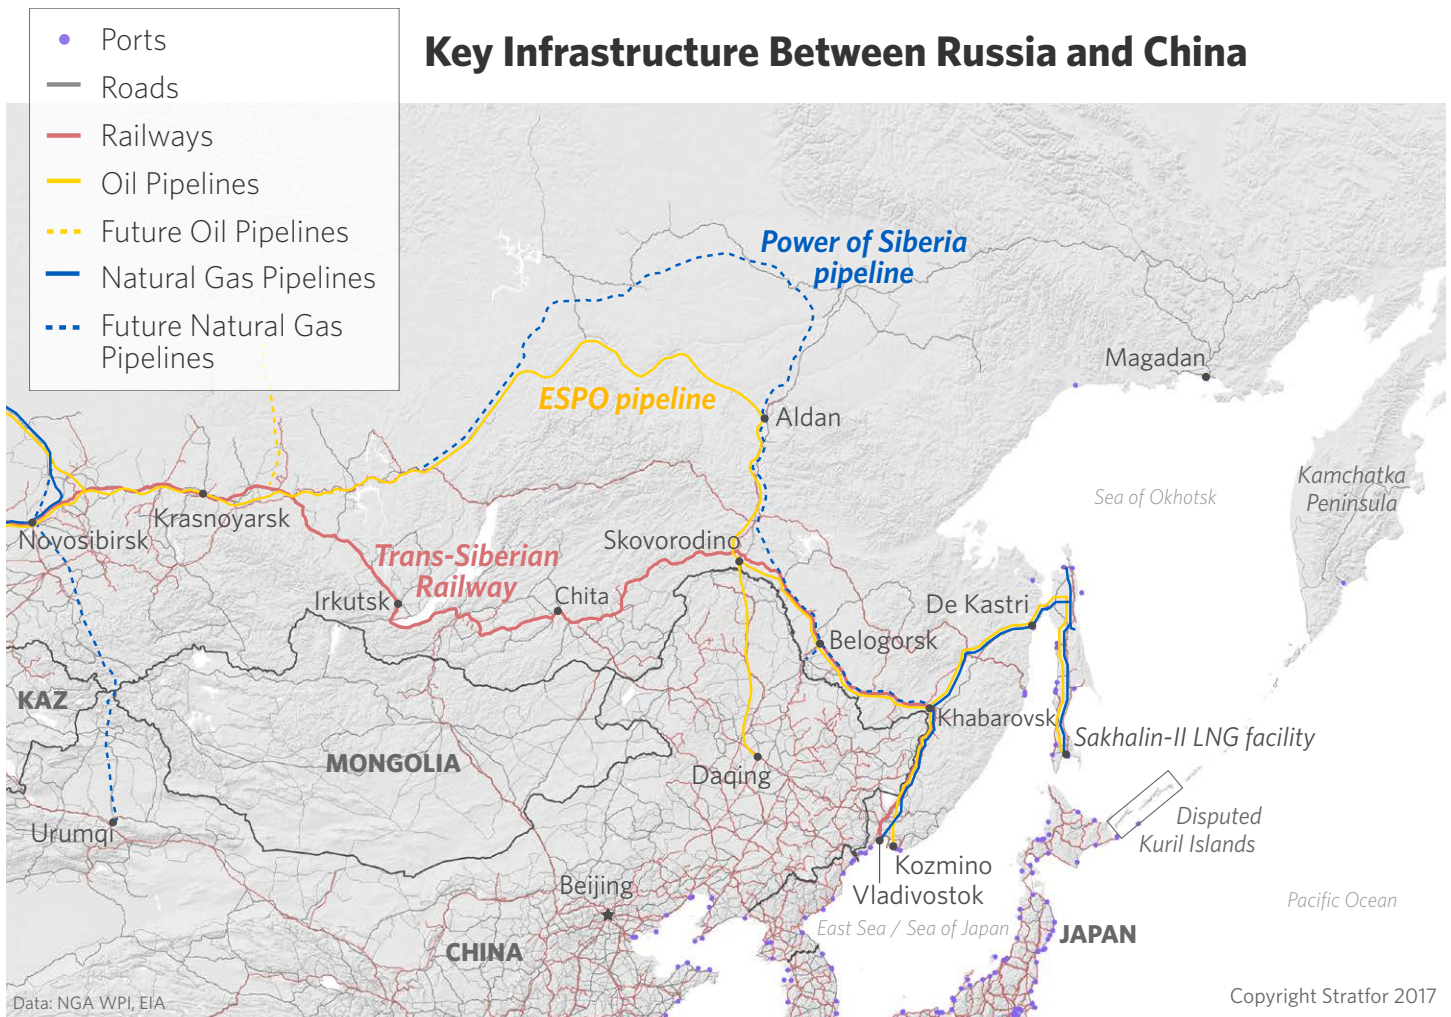 Key Infrastructure Between Russia and China
Ports
Roads
Railways
Oil Pipelines
Future Oil Pipelines
Natural Gas Pipelines
Future Natural Gas
Pipelines
Power of Siberia
pipeline
Magadan
ESPO pipeline
Aldan
Kamchatka
Peninsula
Sea of Okhotsk
Krasnoyarsk
Novosibirsk
Skovorodino
Trans-Siberian
Railway
Irkutsk
Chita
De Kastri
Belogorsk
KAZ
Khabarovsk
Sakhalin-II LNG facility
MONGOLIA
Daqing
Disputed
Kuril Islands
Urumqi
Kozmino
Vladivostok
Beijing
Pacific Ocean
East Sea / Sea of Japan
JAPAN
CHINA
Data: NGA WPI, EIA
Copyright Stratfor 2017